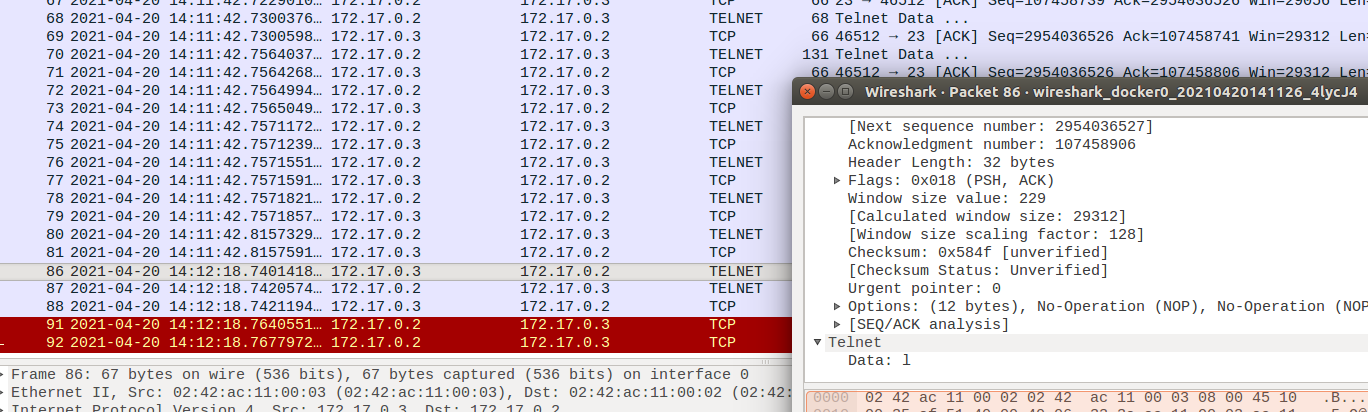 67 2021-04-20 14:11:42.7229010… 172.17.0.2 172.17.0.3 TCP 66 23 → 46512 [ACK] Seq=107458739 Ack=2954036526 Win=29056 Len=
68 2021-04-20 14:11:42.7300376… 172.17.0.2 172.17.0.3 TELNET 68 Telnet Data ...
69 2021-04-20 14:11:42.7300598… 172.17.0.3 172.17.0.2 TCP 66 46512 → 23 [ACK] Seq=2954036526 Ack=107458741 Win=29312 Len=
70 2021-04-20 14:11:42.7564037… 172.17.0.2 172.17.0.3 TELNET 131 Telnet Data ...
71 2021-04-20 14:11:42.7564268… 172.17.0.3 172.17.0.2 TCP 66 46512 → 23 [ACK] Seq=2954036526 Ack=107458806 Win=29312 Len=
72 2021-04-20 14:11:42.7564994… 172.17.0.2 172.17.0.3 TELNET
73 2021-04-20 14:11:42.7565049… 172.17.0.3 172.17.0.2 TCP
74 2021-04-20 14:11:42.7571172… 172.17.0.2 172.17.0.3 TELNET
75 2021-04-20 14:11:42.7571239… 172.17.0.3 172.17.0.2 TCP
76 2021-04-20 14:11:42.7571551… 172.17.0.2 172.17.0.3 TELNET
77 2021-04-20 14:11:42.7571591… 172.17.0.3 172.17.0.2 TCP
78 2021-04-20 14:11:42.7571821… 172.17.0.2 172.17.0.3 TELNET
79 2021-04-20 14:11:42.7571857… 172.17.0.3 172.17.0.2 TCP
80 2021-04-20 14:11:42.8157329… 172.17.0.2 172.17.0.3 TELNET
81 2021-04-20 14:11:42.8157591… 172.17.0.3 172.17.0.2 TCP
86 2021-04-20 14:12:18.7401418… 172.17.0.3 172.17.0.2 TELNET
87 2021-04-20 14:12:18.7420574… 172.17.0.2 172.17.0.3 TELNET
88 2021-04-20 14:12:18.7421194… 172.17.0.3 172.17.0.2 TCP
91 2021-04-20 14:12:18.7640551… 172.17.0.2 172.17.0.3 TCP
92 2021-04-20 14:12:18.7677972… 172.17.0.2 172.17.0.3 TCP
Frame 86: 67 bytes on wire (536 bits), 67 bytes captured (536 bits) on interface 0
Ethernet II, Src: 02:42:ac:11:00:03 (02:42:ac:11:00:03), Dst: 02:42:ac:11:00:02 (02:42:
Internet Protocol Version 4, Src: 172.17.0.3, Dst: 172.17.0.2
Wireshark · Packet 86 · wireshark_docker0_20210420141126_4lycJ4
[Next sequence number: 2954036527]
Acknowledgment number: 107458906
Header Length: 32 bytes
Flags: 0x018 (PSH, ACK)
Window size value: 229
[Calculated window size: 29312]
[Window size scaling factor: 128]
Checksum: 0x584f [unverified]
[Checksum Status: Unverified]
Urgent pointer: 0
Options: (12 bytes), No-Operation (NOP), No-Operation (NOP
[SEQ/ACK analysis]
Telnet
Data: l
0000 02 42 ac 11 00 02 02 42 ac 11 00 03 08 00 45 10 .B...